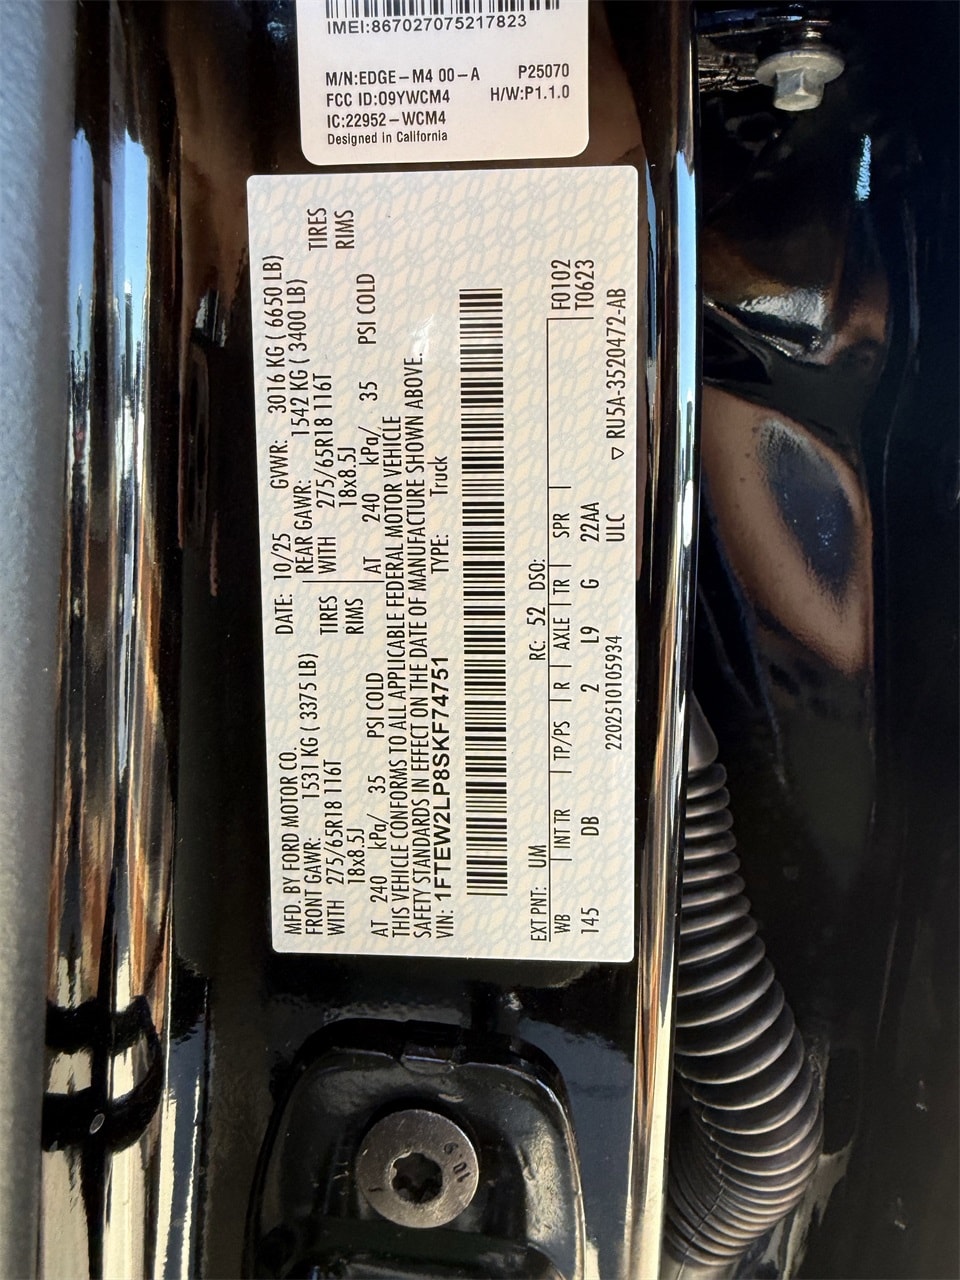 IMEI:867027075217823
M/N:EDGE-M4 00-A P25070
FCC ID:09YWCM4 H/W:P1.1.0
IC:22952-WCM4
Designed in California
MFD. BY FORD MOTOR CO. DATE: 10/25 GVWR: 3016 KG ( 6650 LB)
FRONT GAWR: 1531 KG ( 3375 LB) REAR GAWR: 1542 KG ( 3400 LB)
WITH 275/65R18 116T TIRES WITH 275/65R18 116T TIRES
18x8.5J RIMS 18x8.5J RIMS
AT 240 kPa/ 35 PSI COLD AT 240 kPa/ 35 PSI COLD
THIS VEHICLE CONFORMS TO ALL APPLICABLE FEDERAL MOTOR VEHICLE
SAFETY STANDARDS IN EFFECT ON THE DATE OF MANUFACTURE SHOWN ABOVE.
VIN: 1FTEW2LP8SKF74751 TYPE: Truck
EXT PNT: UM RC: 52 DSO: F0102
WB INT TR TP/PS R AXLE TR SPR T0623
145 DB 2 L9 G 22AA
2202510105934 ULC ▽ RU5A-3520472-AB
10.9